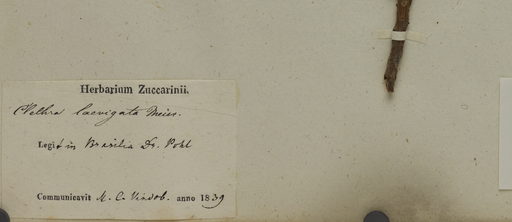 Herbarium Zuccarinii.
Clethra laevigata Meisn.
Legit in Brasilia Dr. Pohl
Communicavit M. C. Vindob. anno 1839